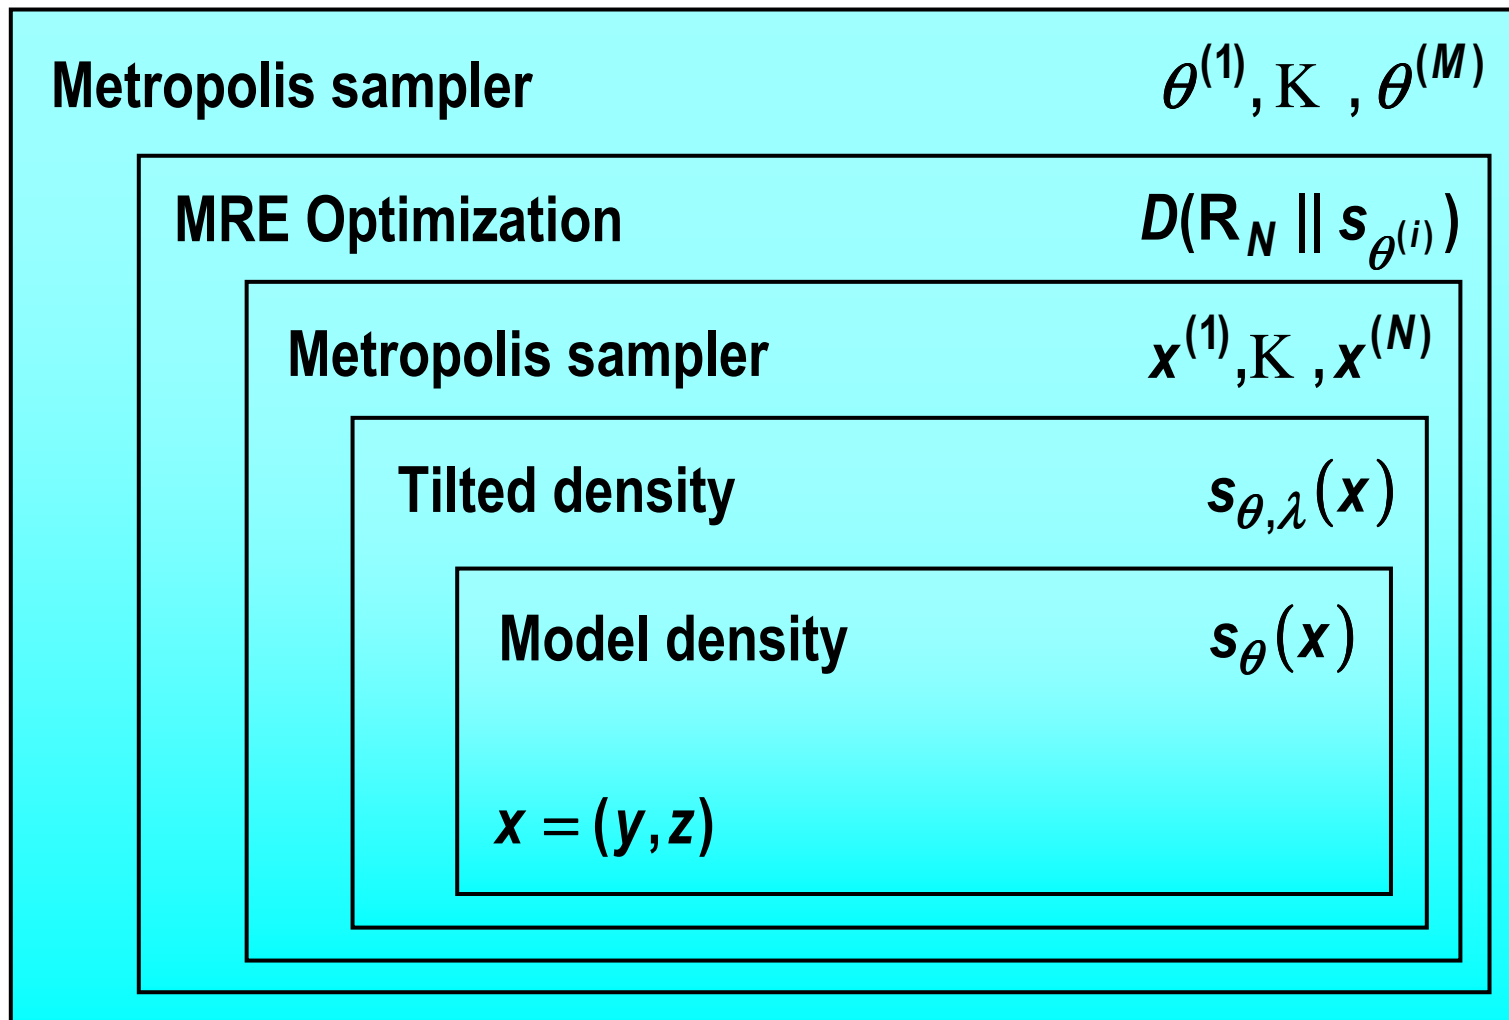 Metropolis sampler θ^(1), K , θ^(M)
MRE Optimization D(R_N || s_θ^(i))
Metropolis sampler x^(1),K ,x^(N)
Tilted density s_θ,λ(x)
Model density s_θ(x)
x = (y,z)